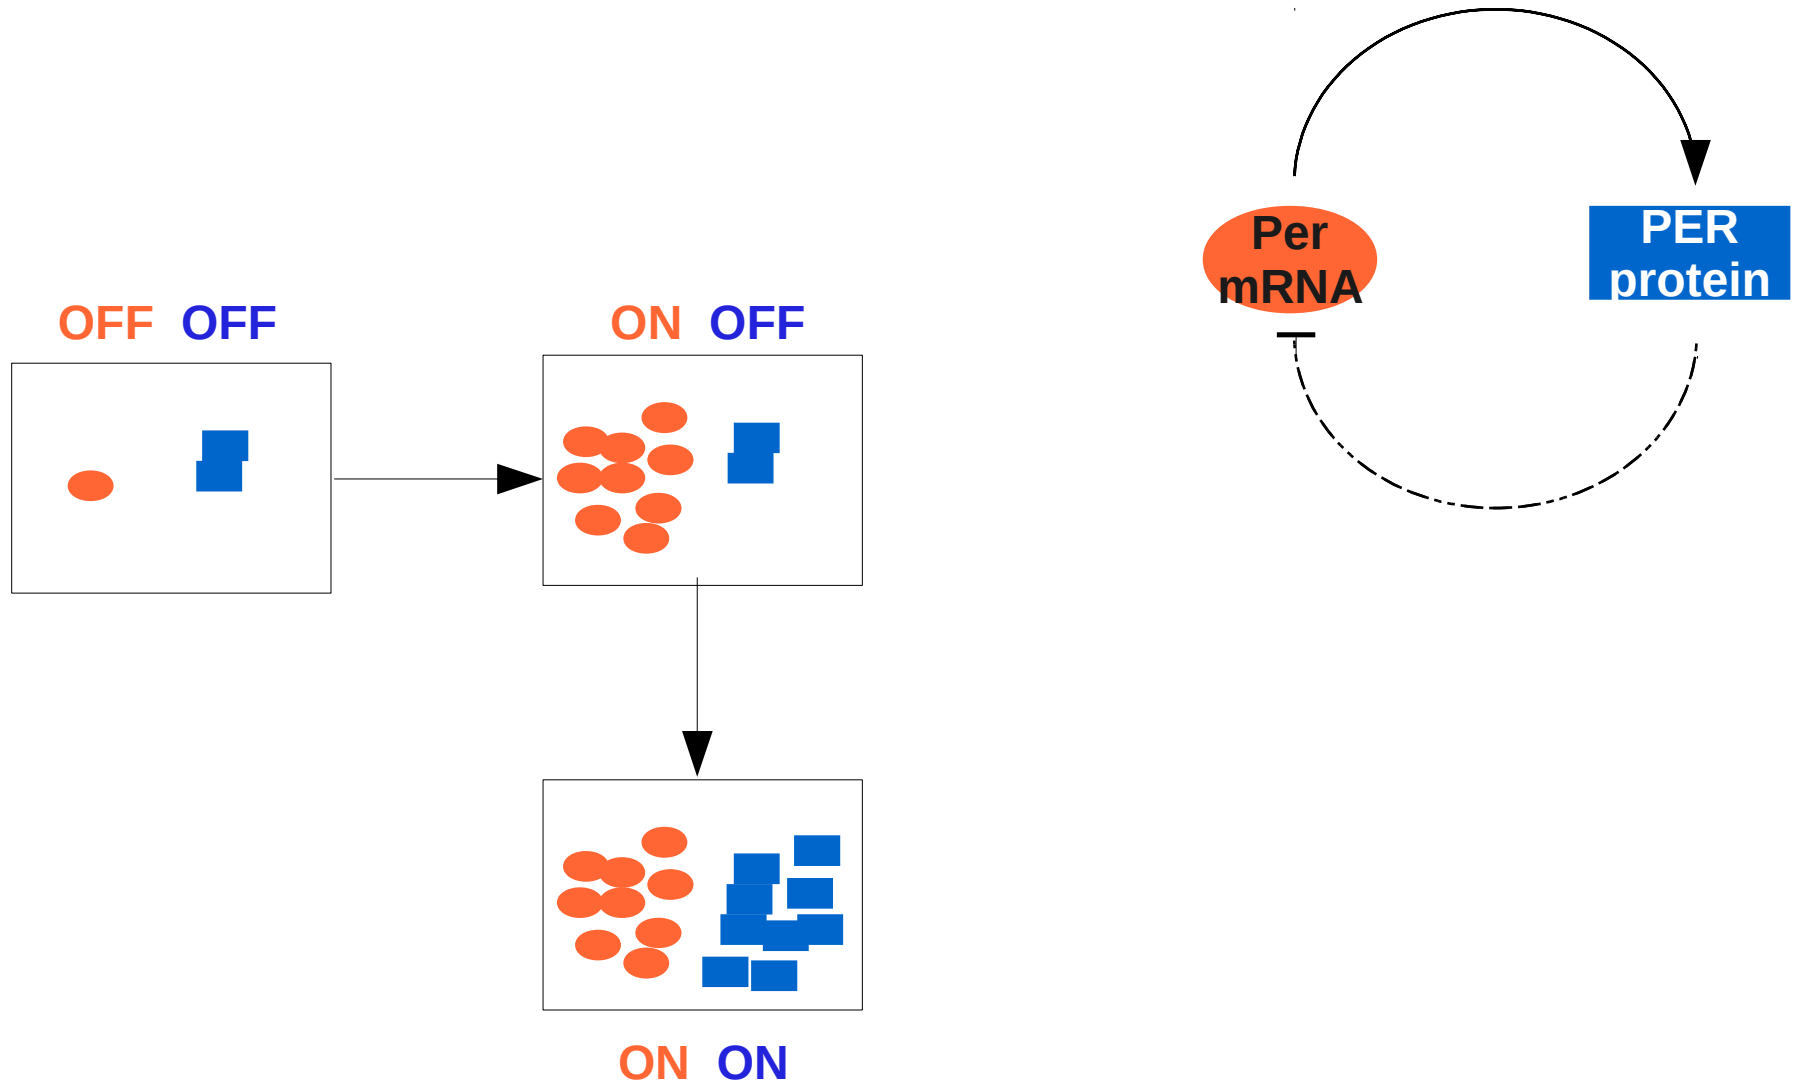 Per
mRNA
PER
protein
OFF OFF
ON OFF
ON ON